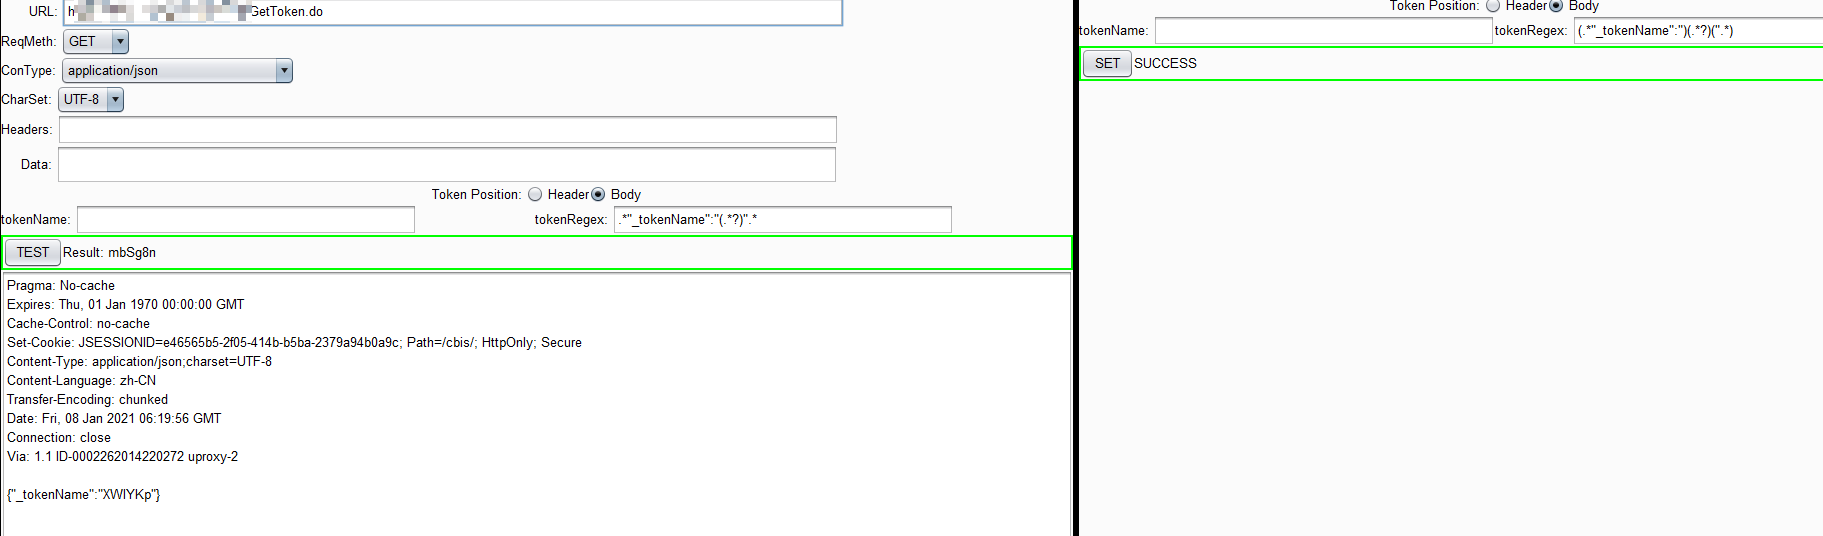 URL: h GetToken.do
ReqMeth: GET
ConType: application/json
CharSet: UTF-8
Headers:
Data:
Token Position: Header Body
tokenName: tokenRegex: .*"_tokenName":"(.*?)".*
TEST Result: mbSg8n
Pragma: No-cache
Expires: Thu, 01 Jan 1970 00:00:00 GMT
Cache-Control: no-cache
Set-Cookie: JSESSIONID=e46565b5-2f05-414b-b5ba-2379a94b0a9c; Path=/cbis/; HttpOnly; Secure
Content-Type: application/json;charset=UTF-8
Content-Language: zh-CN
Transfer-Encoding: chunked
Date: Fri, 08 Jan 2021 06:19:56 GMT
Connection: close
Via: 1.1 ID-0002262014220272 uproxy-2
{"_tokenName":"XWIYKp"}
Token Position: Header Body
tokenName: tokenRegex: (.*"_tokenName":")(.*?)(".*)
SET SUCCESS